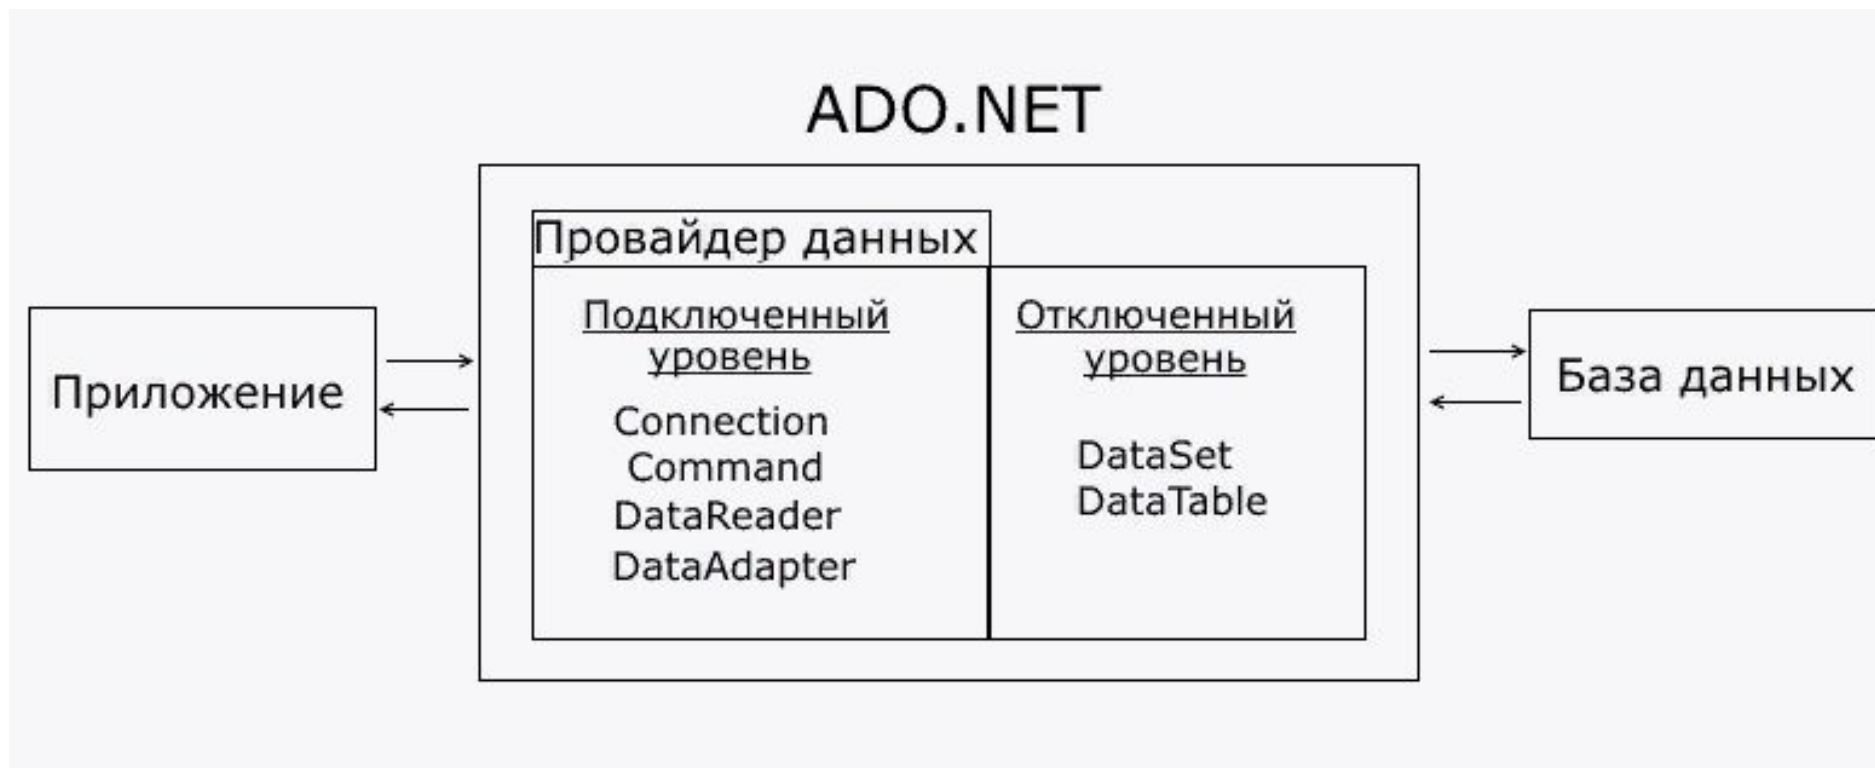 ADO.NET
Провайдер данных
Приложение
Подключенный
уровень
Connection
Command
DataReader
DataAdapter
Отключенный
уровень
DataSet
DataTable
База данных